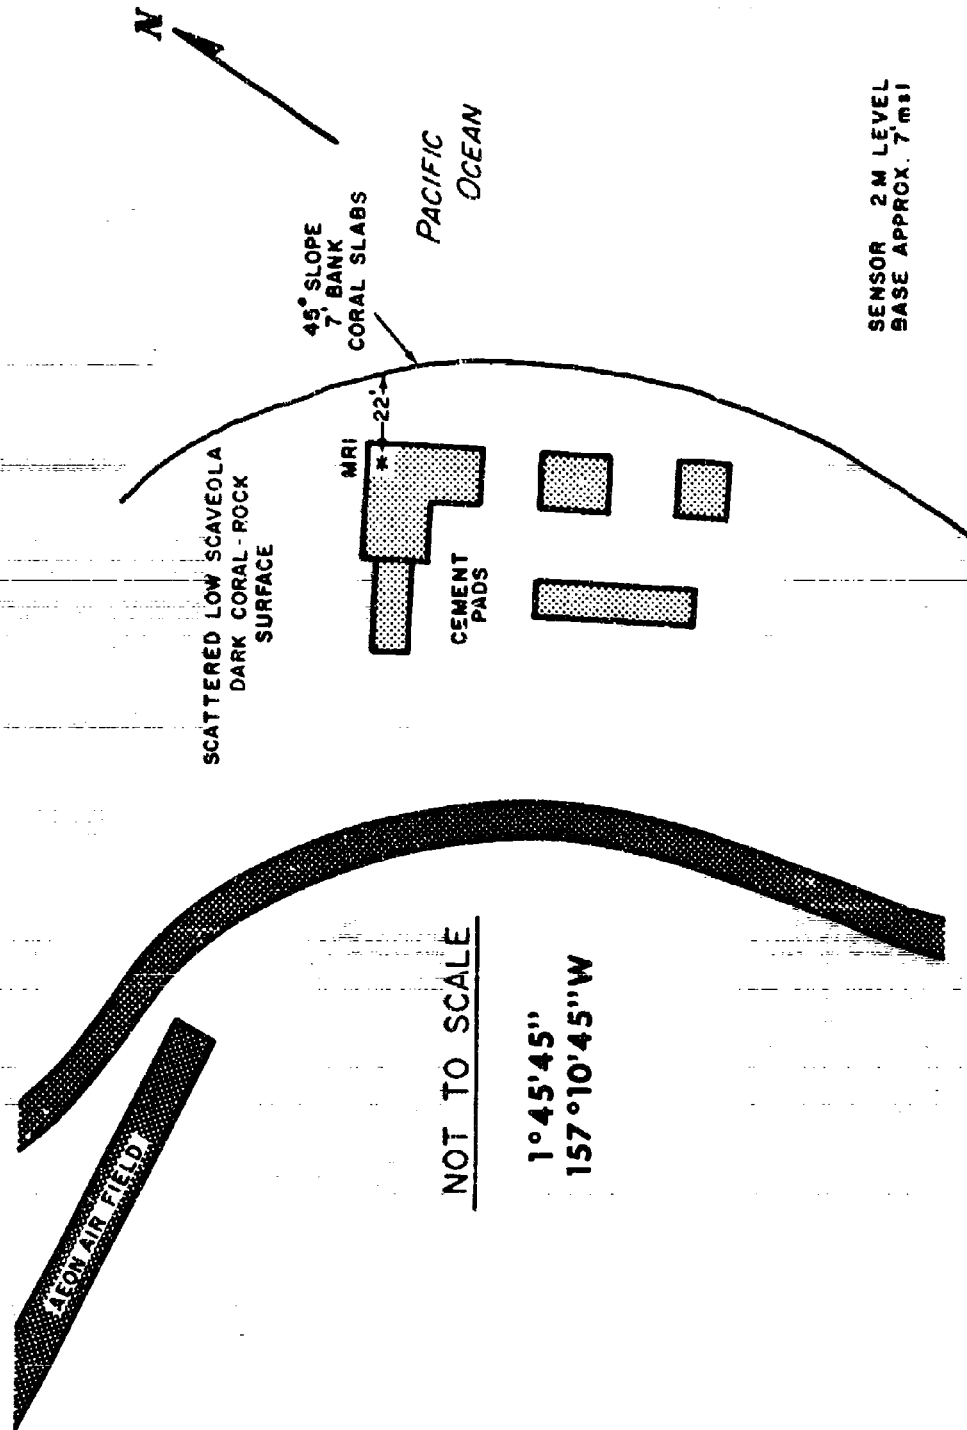 N
PACIFIC
OCEAN
45° SLOPE
7' BANK
CORAL SLABS
22'
MRI
*
SCATTERED LOW SCAVEOLA
DARK CORAL-ROCK
SURFACE
CEMENT
PADS
SENSOR 2 M LEVEL
BASE APPROX. 7' msl
AEON AIR FIELD
NOT TO SCALE
1°45'45"
157°10'45"W